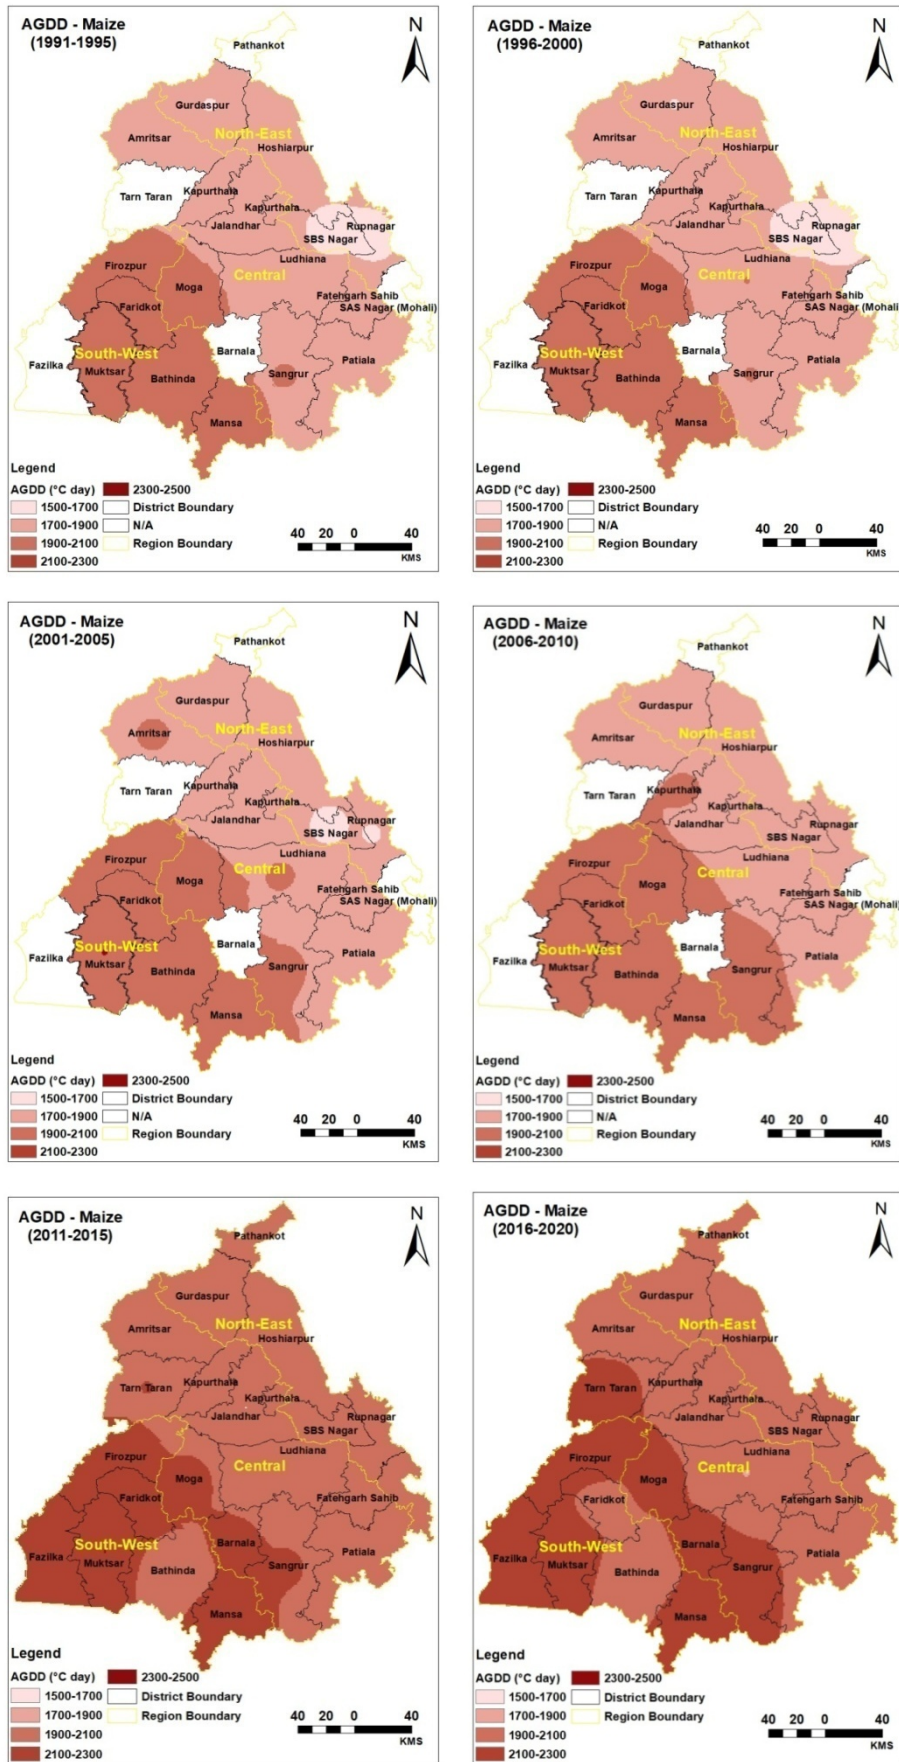 AGDD - Maize
(1991-1995)
N
Pathankot
Gurdaspur
North-East
Amritsar
Hoshiarpur
Tarn Taran
Kapurthala
Kapurthala
Jalandhar
Rupnagar
SBS Nagar
Ludhiana
Firozpur
Central
Moga
Faridkot
Fatehgarh Sahib
SAS Nagar (Mohali)
South-West
Barnala
Fazilka
Patiala
Muktsar
Bathinda
Sangrur
Mansa
Legend
AGDD (°C day)
2300-2500
1500-1700
District Boundary
1700-1900
N/A
1900-2100
Region Boundary
2100-2300
40 20 0 40
KMS
AGDD - Maize
(1996-2000)
N
Pathankot
Gurdaspur
North-East
Amritsar
Hoshiarpur
Tarn Taran
Kapurthala
Kapurthala
Jalandhar
Rupnagar
SBS Nagar
Ludhiana
Firozpur
Central
Moga
Faridkot
Fatehgarh Sahib
SAS Nagar (Mohali)
South-West
Barnala
Fazilka
Patiala
Muktsar
Bathinda
Sangrur
Mansa
Legend
AGDD (°C day)
2300-2500
1500-1700
District Boundary
1700-1900
N/A
1900-2100
Region Boundary
2100-2300
40 20 0 40
KMS
AGDD - Maize
(2001-2005)
N
Pathankot
Gurdaspur
North-East
Amritsar
Hoshiarpur
Tarn Taran
Kapurthala
Kapurthala
Jalandhar
Rupnagar
SBS Nagar
Ludhiana
Firozpur
Central
Moga
Faridkot
Fatehgarh Sahib
SAS Nagar (Mohali)
South-West
Barnala
Fazilka
Patiala
Muktsar
Bathinda
Sangrur
Mansa
Legend
AGDD (°C day)
2300-2500
1500-1700
District Boundary
1700-1900
N/A
1900-2100
Region Boundary
2100-2300
40 20 0 40
KMS
AGDD - Maize
(2006-2010)
N
Pathankot
Gurdaspur
North-East
Amritsar
Hoshiarpur
Tarn Taran
Kapurthala
Kapurthala
Jalandhar
Rupnagar
SBS Nagar
Ludhiana
Firozpur
Central
Moga
Faridkot
Fatehgarh Sahib
SAS Nagar (Mohali)
South-West
Barnala
Fazilka
Patiala
Muktsar
Bathinda
Sangrur
Mansa
Legend
AGDD (°C day)
2300-2500
1500-1700
District Boundary
1700-1900
N/A
1900-2100
Region Boundary
2100-2300
40 20 0 40
KMS
AGDD - Maize
(2011-2015)
N
Pathankot
Gurdaspur
North-East
Amritsar
Hoshiarpur
Tarn Taran
Kapurthala
Kapurthala
Jalandhar
Rupnagar
SBS Nagar
Ludhiana
Firozpur
Central
Moga
Faridkot
Fatehgarh Sahib
South-West
Barnala
Fazilka
Patiala
Muktsar
Bathinda
Sangrur
Mansa
Legend
AGDD (°C day)
2300-2500
1500-1700
District Boundary
1700-1900
Region Boundary
1900-2100
2100-2300
40 20 0 40
KMS
AGDD - Maize
(2016-2020)
N
Pathankot
Gurdaspur
North-East
Amritsar
Hoshiarpur
Tarn Taran
Kapurthala
Kapurthala
Jalandhar
Rupnagar
SBS Nagar
Ludhiana
Firozpur
Central
Moga
Faridkot
Fatehgarh Sahib
South-West
Barnala
Fazilka
Patiala
Muktsar
Bathinda
Sangrur
Mansa
Legend
AGDD (°C day)
2300-2500
1500-1700
District Boundary
1700-1900
Region Boundary
1900-2100
2100-2300
40 20 0 40
KMS